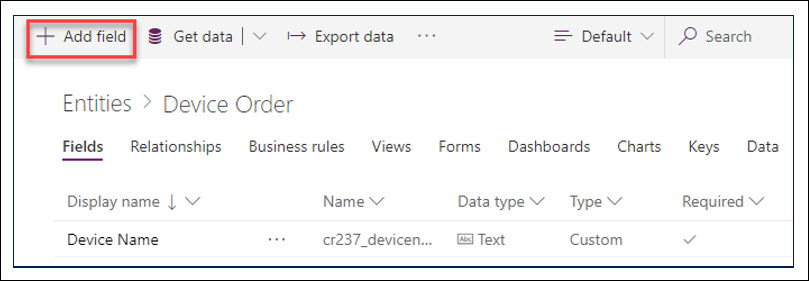 Add field Get data Export data ... Default Search
Entities > Device Order
Fields Relationships Business rules Views Forms Dashboards Charts Keys Data
Display name Name Data type Type Required
Device Name ... cr237_devicen... Abc Text Custom